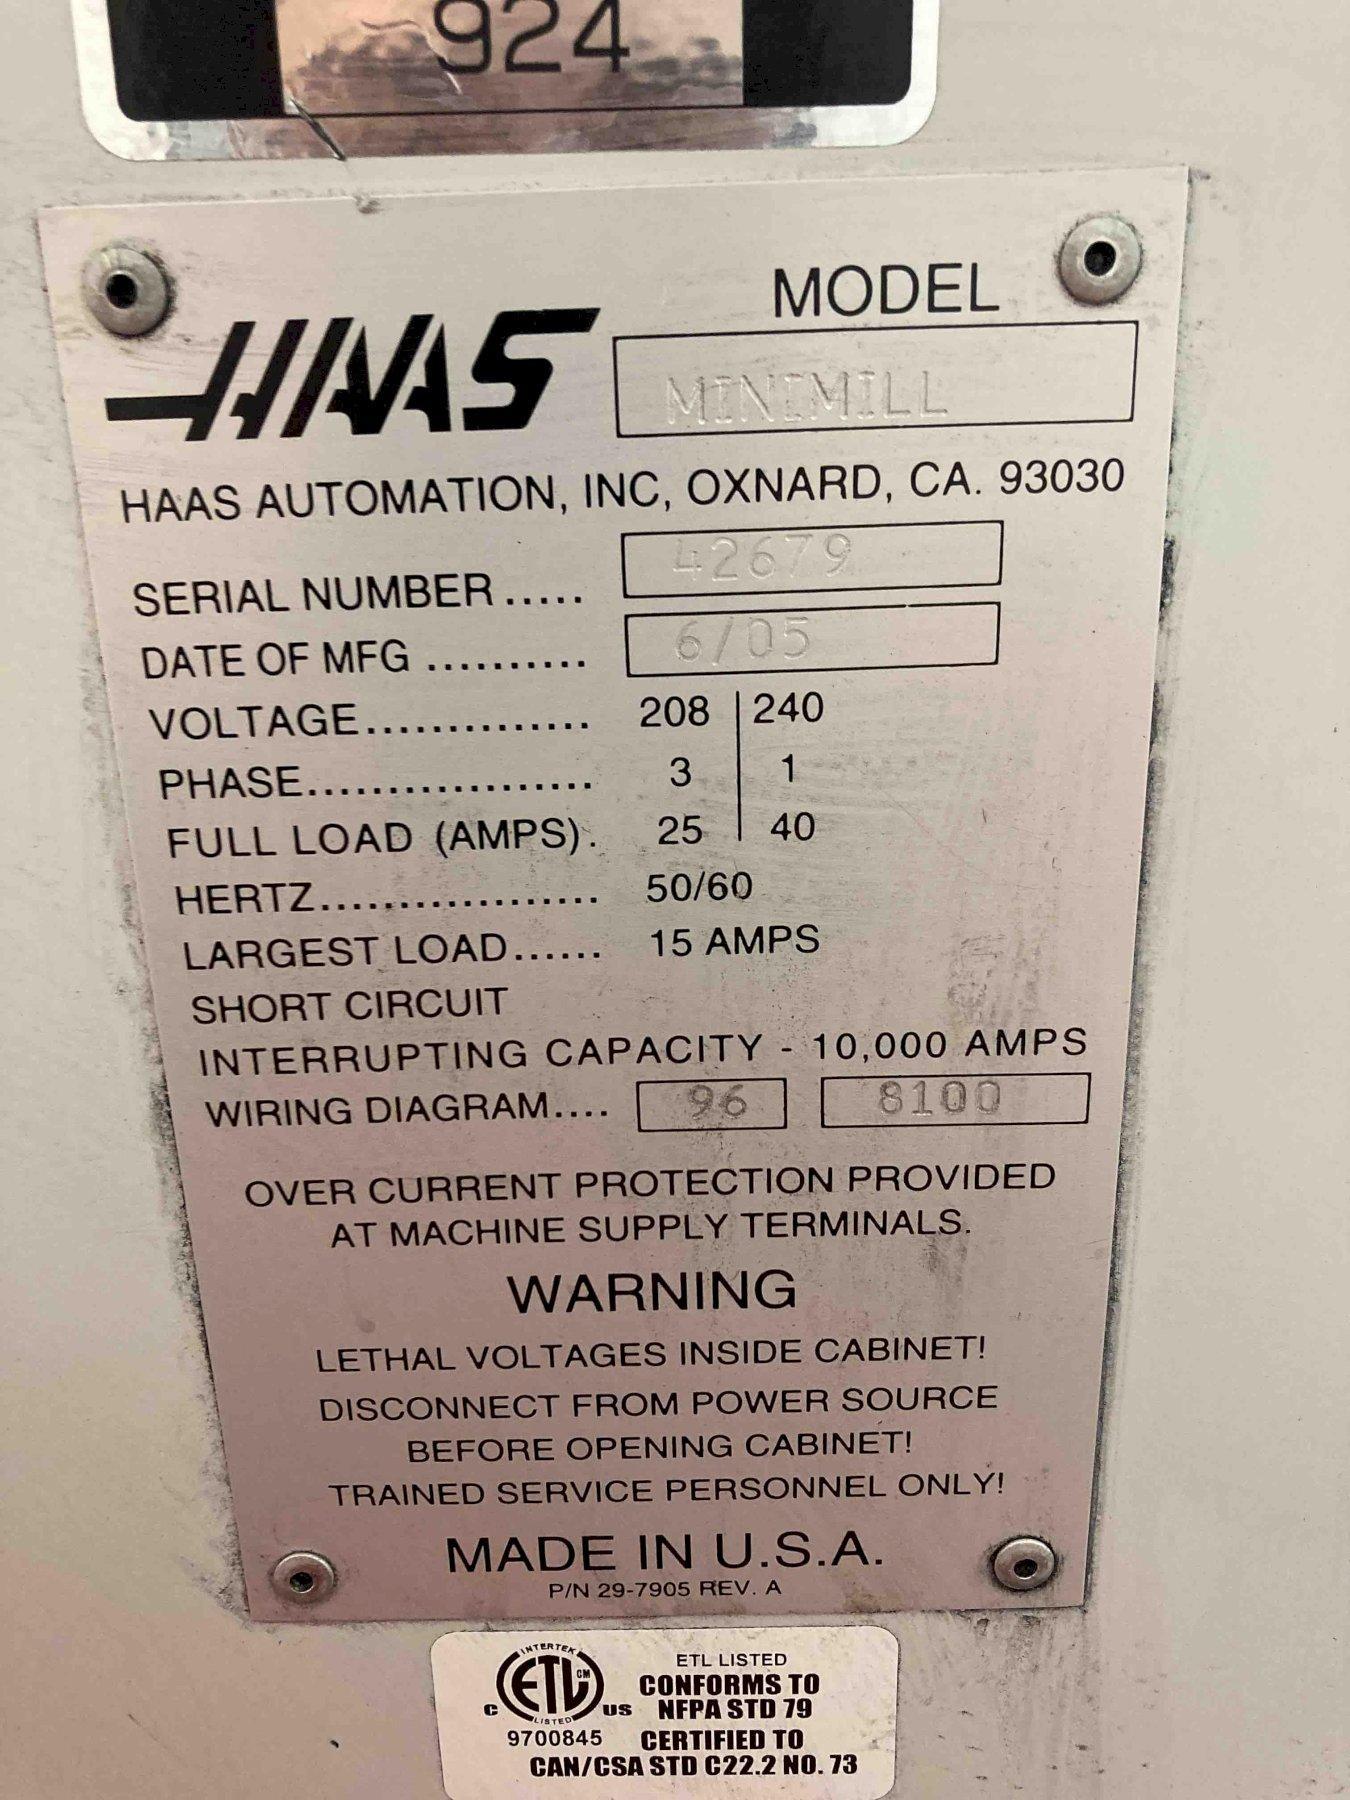 924
MODEL
HAAS MINIMILL
HAAS AUTOMATION, INC, OXNARD, CA. 93030
SERIAL NUMBER ..... 42679
DATE OF MFG .......... 6/05
VOLTAGE.............. 208 | 240
PHASE.................. 3 1
FULL LOAD (AMPS). 25 40
HERTZ.................. 50/60
LARGEST LOAD...... 15 AMPS
SHORT CIRCUIT
INTERRUPTING CAPACITY - 10,000 AMPS
WIRING DIAGRAM.... 96 8100
OVER CURRENT PROTECTION PROVIDED
AT MACHINE SUPPLY TERMINALS.
WARNING
LETHAL VOLTAGES INSIDE CABINET!
DISCONNECT FROM POWER SOURCE
BEFORE OPENING CABINET!
TRAINED SERVICE PERSONNEL ONLY!
MADE IN U.S.A.
P/N 29-7905 REV. A
INTERTEK
C ETL CM US
LISTED
9700845
ETL LISTED
CONFORMS TO
NFPA STD 79
CERTIFIED TO
CAN/CSA STD C22.2 NO. 73